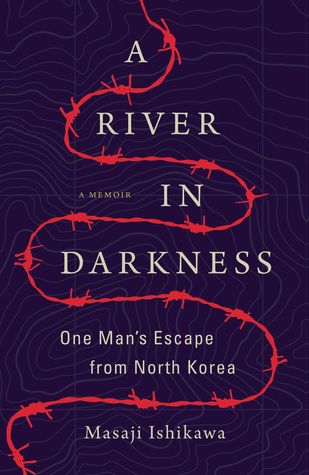 A
RIVER
A MEMOIR
IN
DARKNESS
One Man's Escape
from North Korea
Masaji Ishikawa